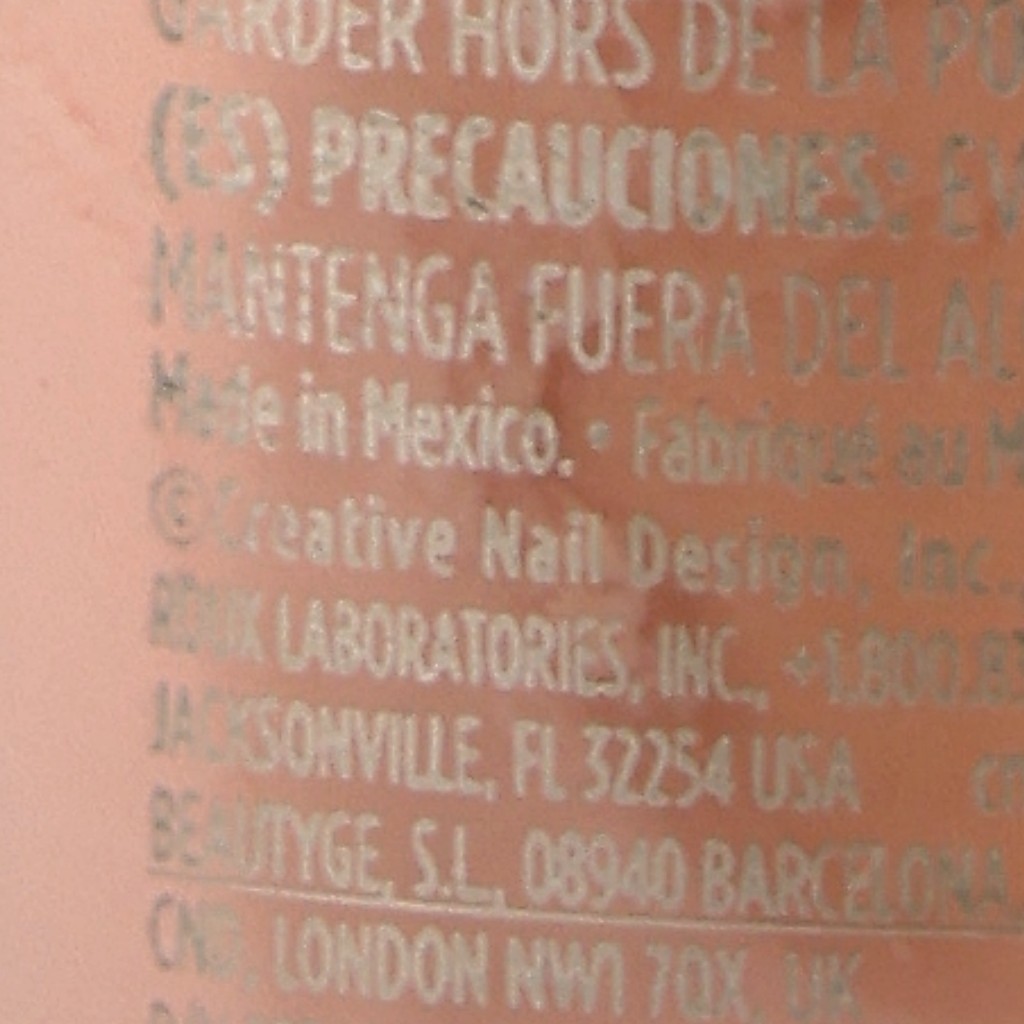 GARDER HORS DE LA
(ES) PRECAUCIONES:
MANTENGA FUERA DEL
Made in Mexico. • Fabriqué au
©Creative Nail Design, Inc.,
ROUX LABORATORIES, INC.,
JACKSONVILLE, FL 32254 USA
BEAUTYGE, S.L., 08940 BARCELONA
CND, LONDON NW1 7QX, UK